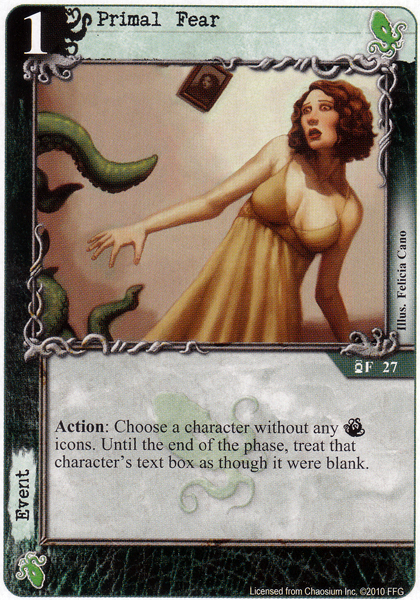 1
Primal Fear
Illus. Felicia Cano
F 27
Action: Choose a character without any
icons. Until the end of the phase, treat that
character's text box as though it were blank.
Event
Licensed from Chaosium Inc. ©2010 FFG